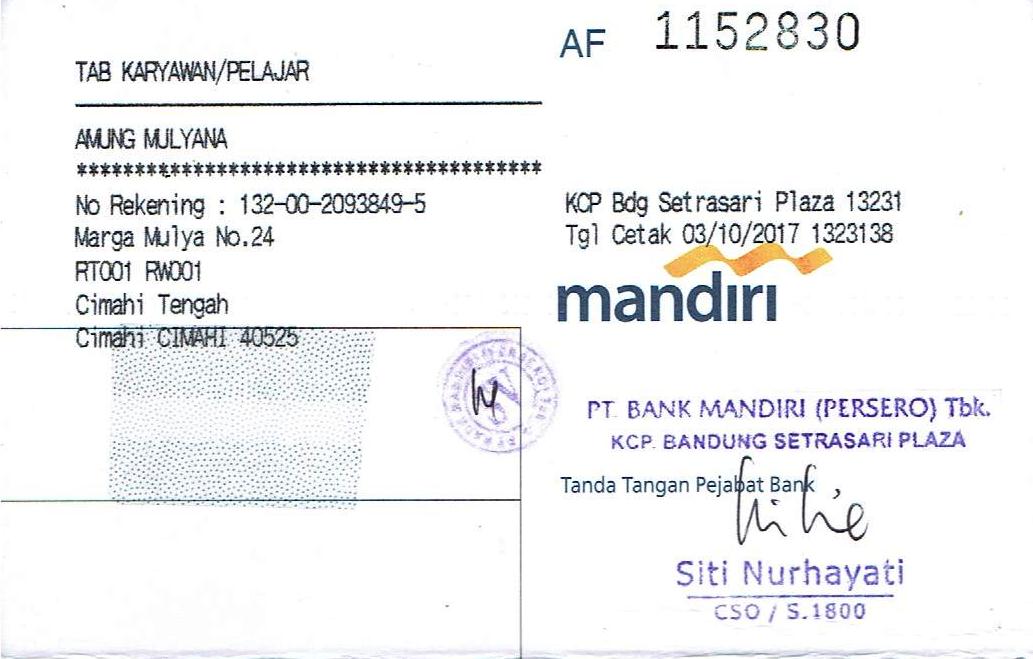 AF 1152830
TAB KARYAWAN/PELAJAR
AMUNG MULYANA
****************************************
No Rekening : 132-00-2093849-5
Marga Mulya No.24
RT001 RW001
Cimahi Tengah
Cimahi CIMAHI 40525
KCP Bdg Setrasari Plaza 13231
Tgl Cetak 03/10/2017 1323138
mandiri
PT. BANK MANDIRI (PERSERO) Tbk.
KCP. BANDUNG SETRASARI PLAZA
Tanda Tangan Pejabat Bank
Siti Nurhayati
CSO / S.1800